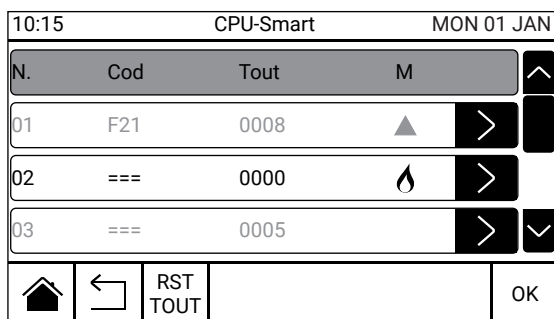 10:15 CPU-Smart MON 01 JAN
N. Cod Tout M
01 F21 0008
02 === 0000
03 === 0005
RST
TOUT
OK